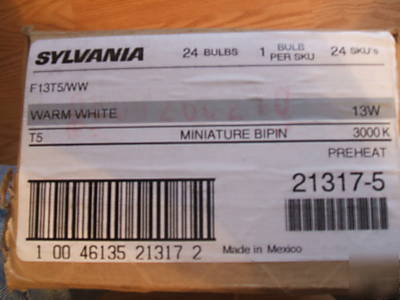 SYLVANIA 24 BULBS 1 BULB PER SKU 24 SKU's
F13T5/WW
WARM WHITE 13W
T5 MINIATURE BIPIN 3000K
PREHEAT
21317-5
1 00 46135 21317 2 Made in Mexico